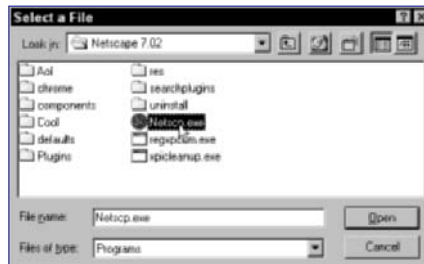 Select a File
Look in: Netscape 7.02
Aol
chrome
components
Cool
defaults
Plugins
res
searchplugins
uninstall
Netscp.exe
regxpcom.exe
xpicleanup.exe
File name: Netscp.exe
Open
Files of type: Programs
Cancel